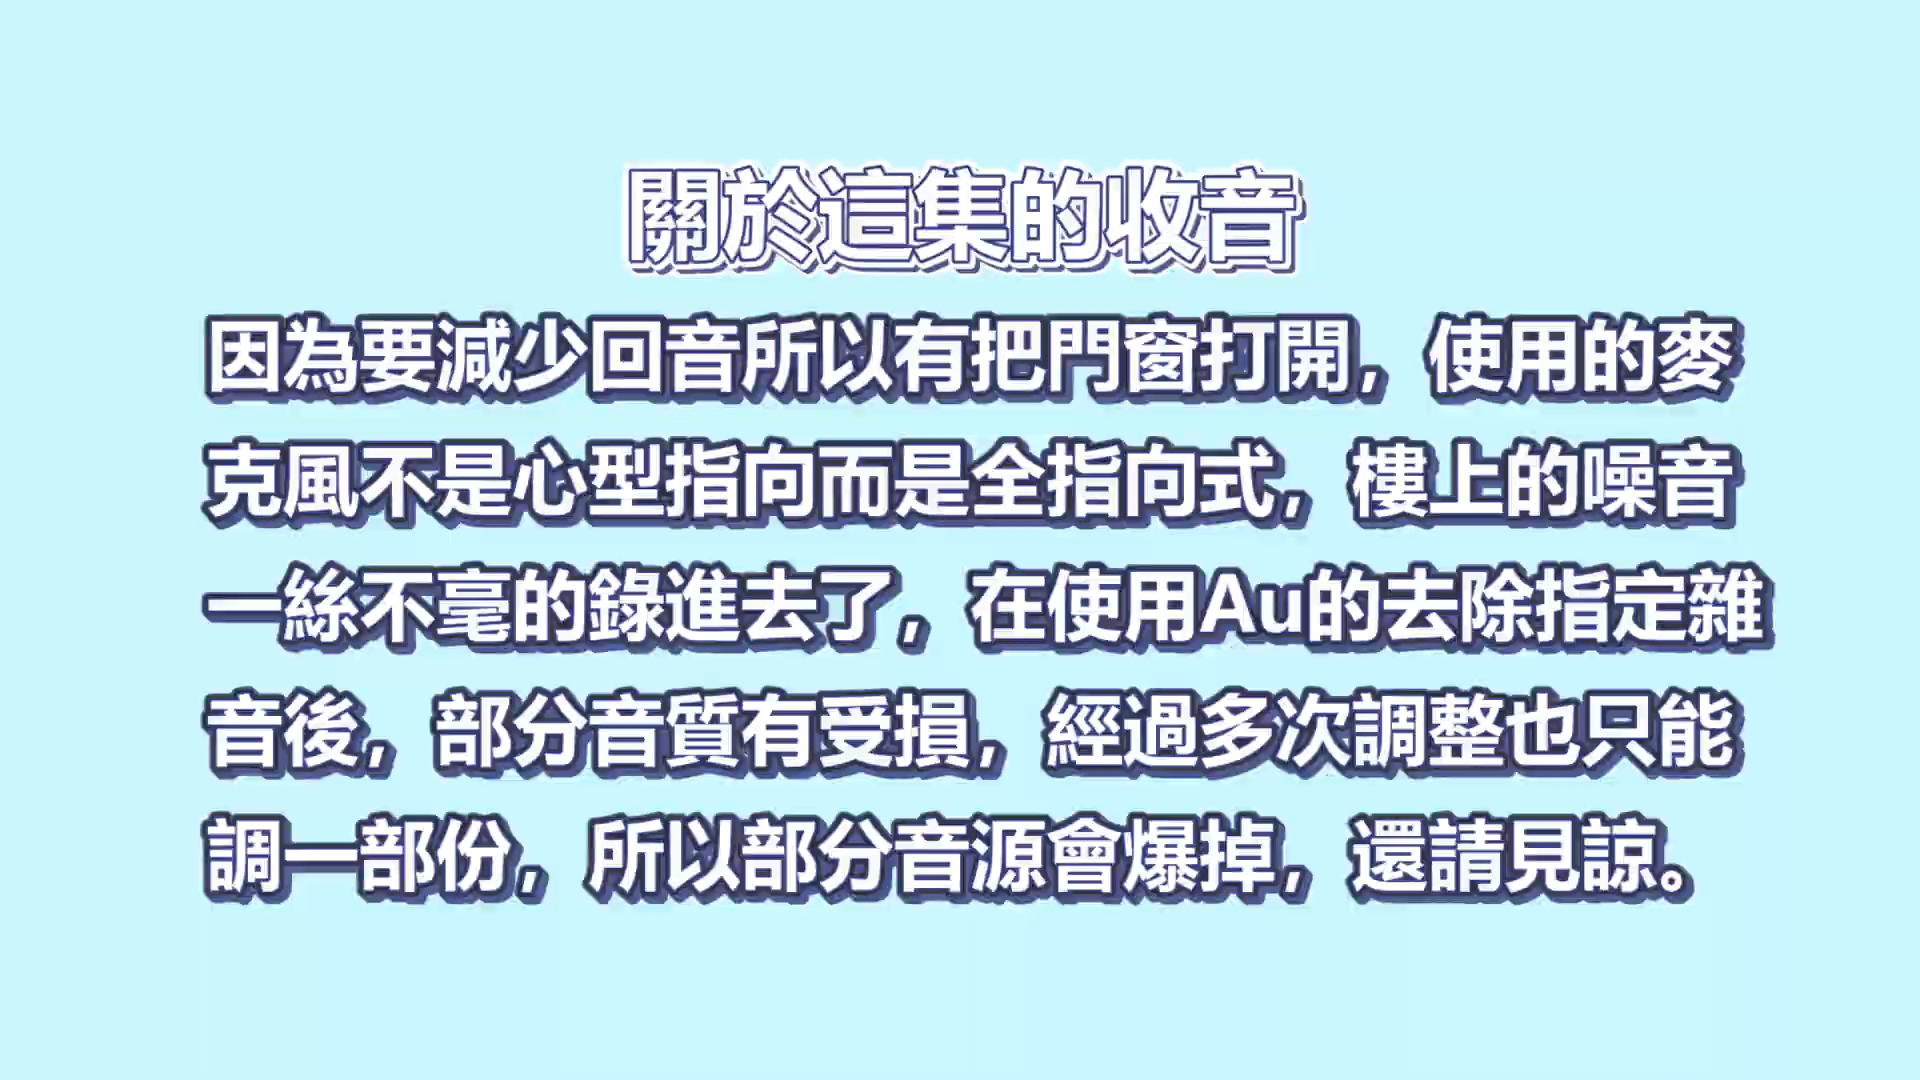 關於這集的收音
因為要減少回音所以有把門窗打開，使用的麥
克風不是心型指向而是全指向式，樓上的噪音
一絲不毫的錄進去了，在使用Au的去除指定雜
音後，部分音質有受損，經過多次調整也只能
調一部份，所以部分音源會爆掉，還請見諒。